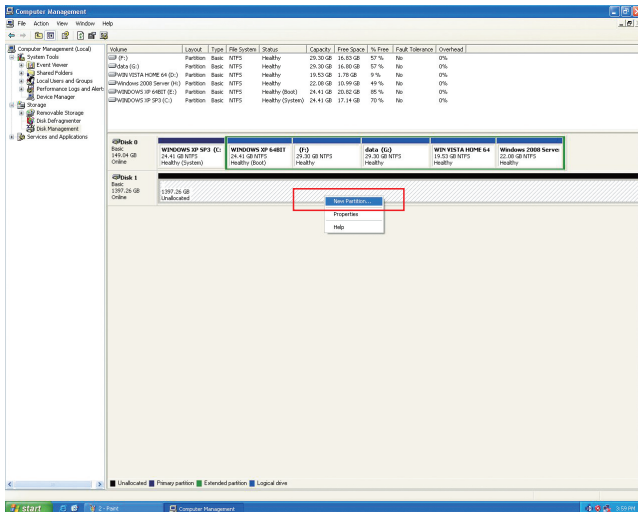 Computer Management
File Action View Window Help
Computer Management (Local)
System Tools
Event Viewer
Shared Folders
Local Users and Groups
Performance Logs and Alert
Device Manager
Storage
Removable Storage
Disk Defragmenter
Disk Management
Services and Applications
Volume Layout Type File System Status Capacity Free Space % Free Fault Tolerance Overhead
(F:) Partition Basic NTFS Healthy 29.30 GB 16.83 GB 57 % No 0%
data (G:) Partition Basic NTFS Healthy 29.30 GB 16.80 GB 57 % No 0%
WIN VISTA HOME 64 (D:) Partition Basic NTFS Healthy 19.53 GB 1.78 GB 9 % No 0%
Windows 2008 Server (H:) Partition Basic NTFS Healthy 22.08 GB 10.99 GB 49 % No 0%
WINDOWS XP 64BIT (E:) Partition Basic NTFS Healthy (Boot) 24.41 GB 20.82 GB 85 % No 0%
WINDOWS XP SP3 (C:) Partition Basic NTFS Healthy (System) 24.41 GB 17.14 GB 70 % No 0%
Disk 0
Basic
149.04 GB
Online
WINDOWS XP SP3 (C:
24.41 GB NTFS
Healthy (System)
WINDOWS XP 64BIT
24.41 GB NTFS
Healthy (Boot)
(F:)
29.30 GB NTFS
Healthy
data (G:)
29.30 GB NTFS
Healthy
WIN VISTA HOME 64
19.53 GB NTFS
Healthy
Windows 2008 Server
22.08 GB NTFS
Healthy
Disk 1
Basic
1397.26 GB
Online
1397.26 GB
Unallocated
New Partition...
Properties
Help
Unallocated Primary partition Extended partition Logical drive
start
2 - Paint
Computer Management
3:59 PM